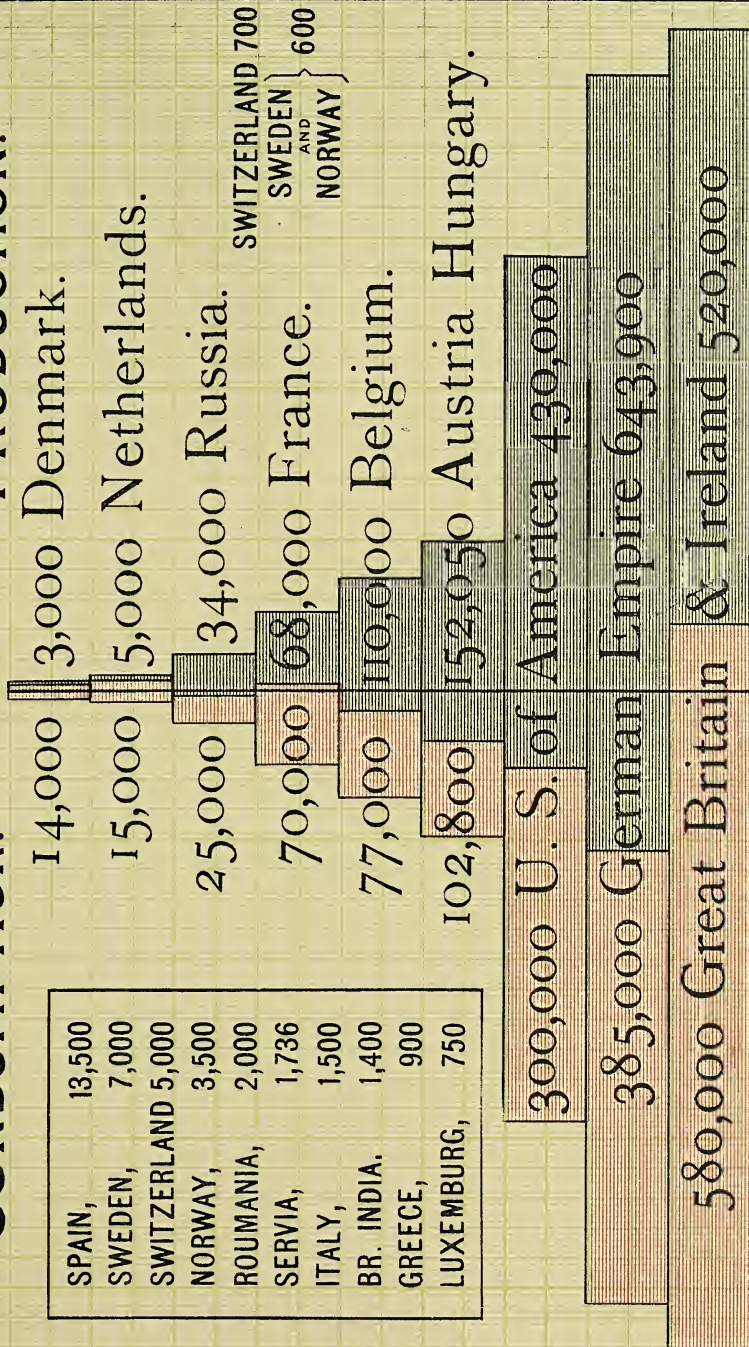 CONSUMPTION. PRODUCTION.
14,000 3,000 Denmark.
15,000 5,000 Netherlands.
25,000 34,000 Russia.
70,000 68,000 France.
77,000 110,000 Belgium.
102,800 152,050 Austria Hungary.
300,000 U. S. of America 430,000
385,000 German Empire 643,900
580,000 Great Britain & Ireland 520,000
SPAIN, 13,500
SWEDEN, 7,000
SWITZERLAND 5,000
NORWAY, 3,500
ROUMANIA, 2,000
SERVIA, 1,736
ITALY, 1,500
BR. INDIA. 1,400
GREECE, 900
LUXEMBURG, 750
SWITZERLAND 700
SWEDEN
AND
NORWAY } 600